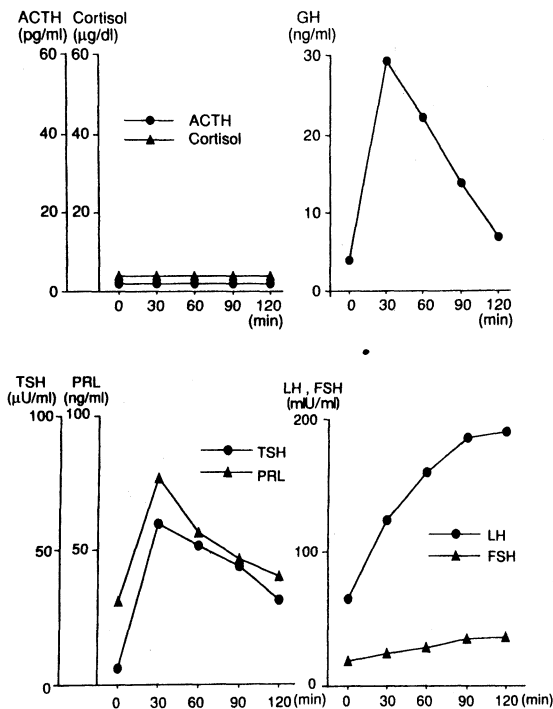 ACTH Cortisol
(pg/ml) (µg/dl)
60 60
40 40
20 20
0 0
ACTH
Cortisol
0 30 60 90 120
(min)
GH
(ng/ml)
30
20
10
0
0 30 60 90 120
(min)
TSH PRL
(µU/ml) (ng/ml)
100 100
50 50
0 0
TSH
PRL
0 30 60 90 120 (min)
LH , FSH
(mIU/ml)
200
100
0
LH
FSH
0 30 60 90 120 (min)